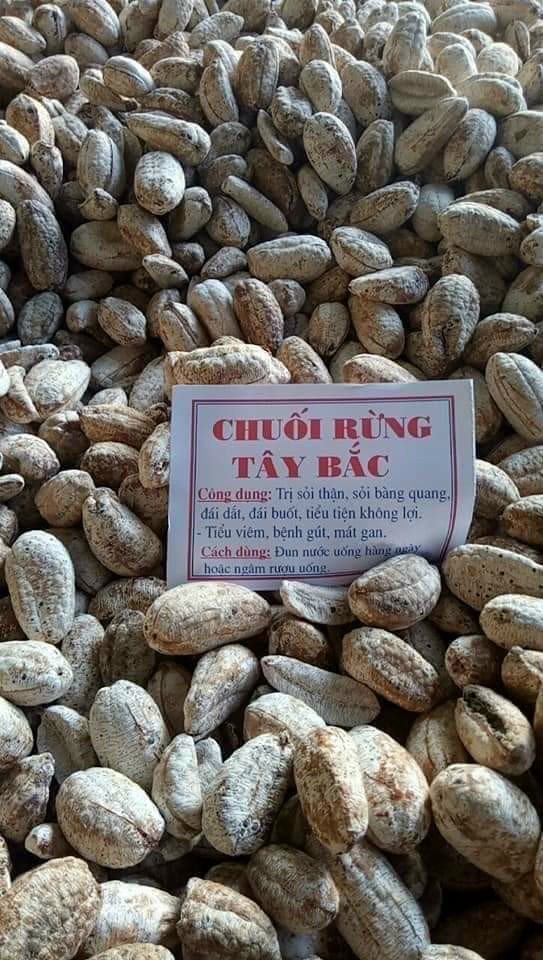 CHUỐI RỪNG
TÂY BẮC
Công dụng: Trị sỏi thận, sỏi bàng quang,
đái dắt, đái buốt, tiểu tiện không lợi.
- Tiểu viêm, bệnh gút, mát gan.
Cách dùng: Đun nước uống hàng ngày
hoặc ngâm rượu uống.